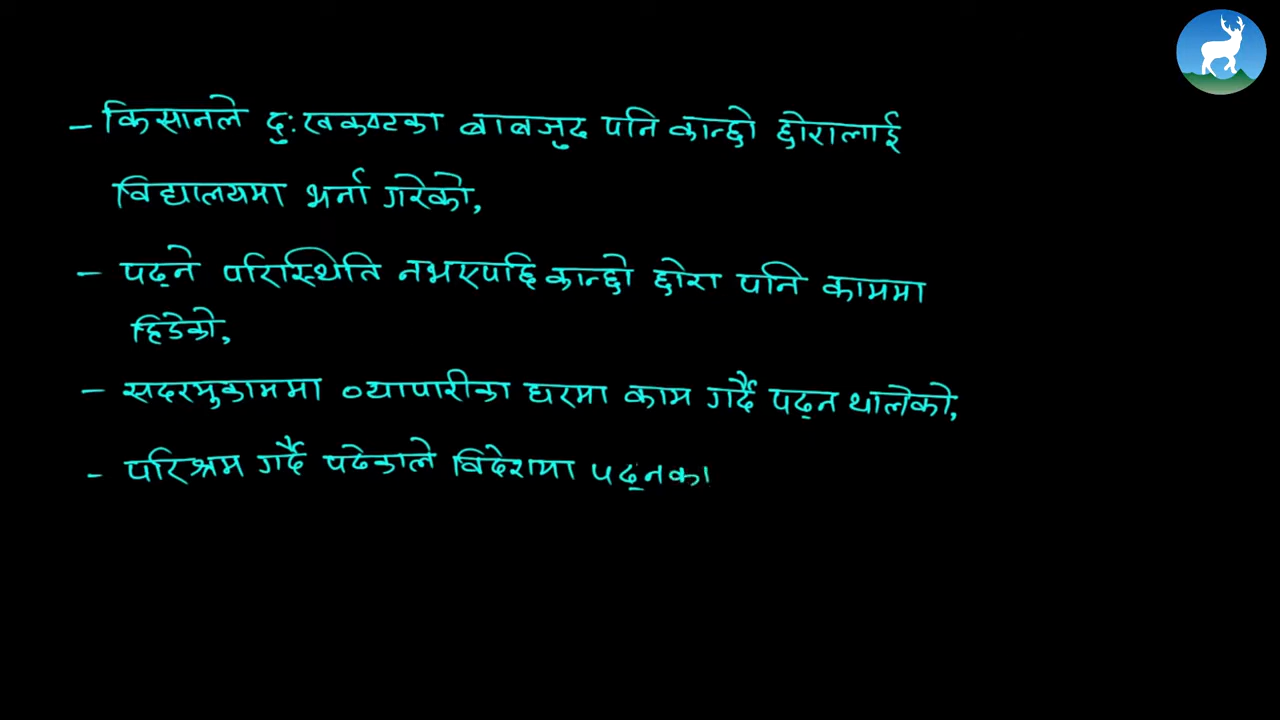 - किसानले दुःखकष्टका बाबजुद पनि कान्छो छोरालाई
विद्यालयमा भर्ना गरेको,
- पढ्ने परिस्थिति नभएपछि कान्छो छोरा पनि काममा
हिडेको,
- सदरमुकाममा व्यापारीका घरमा काम गर्दै पढ्न थालेको,
- परिश्रम गर्दै पढेकाले विदेशमा पढ्नका